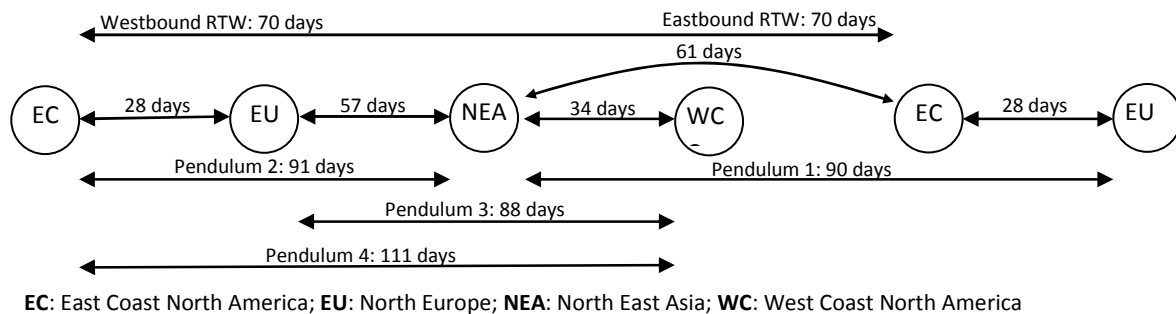 Westbound RTW: 70 days Eastbound RTW: 70 days
61 days
EC 28 days EU 57 days NEA 34 days WC EC 28 days EU
Pendulum 2: 91 days Pendulum 1: 90 days
Pendulum 3: 88 days
Pendulum 4: 111 days
EC: East Coast North America; EU: North Europe; NEA: North East Asia; WC: West Coast North America